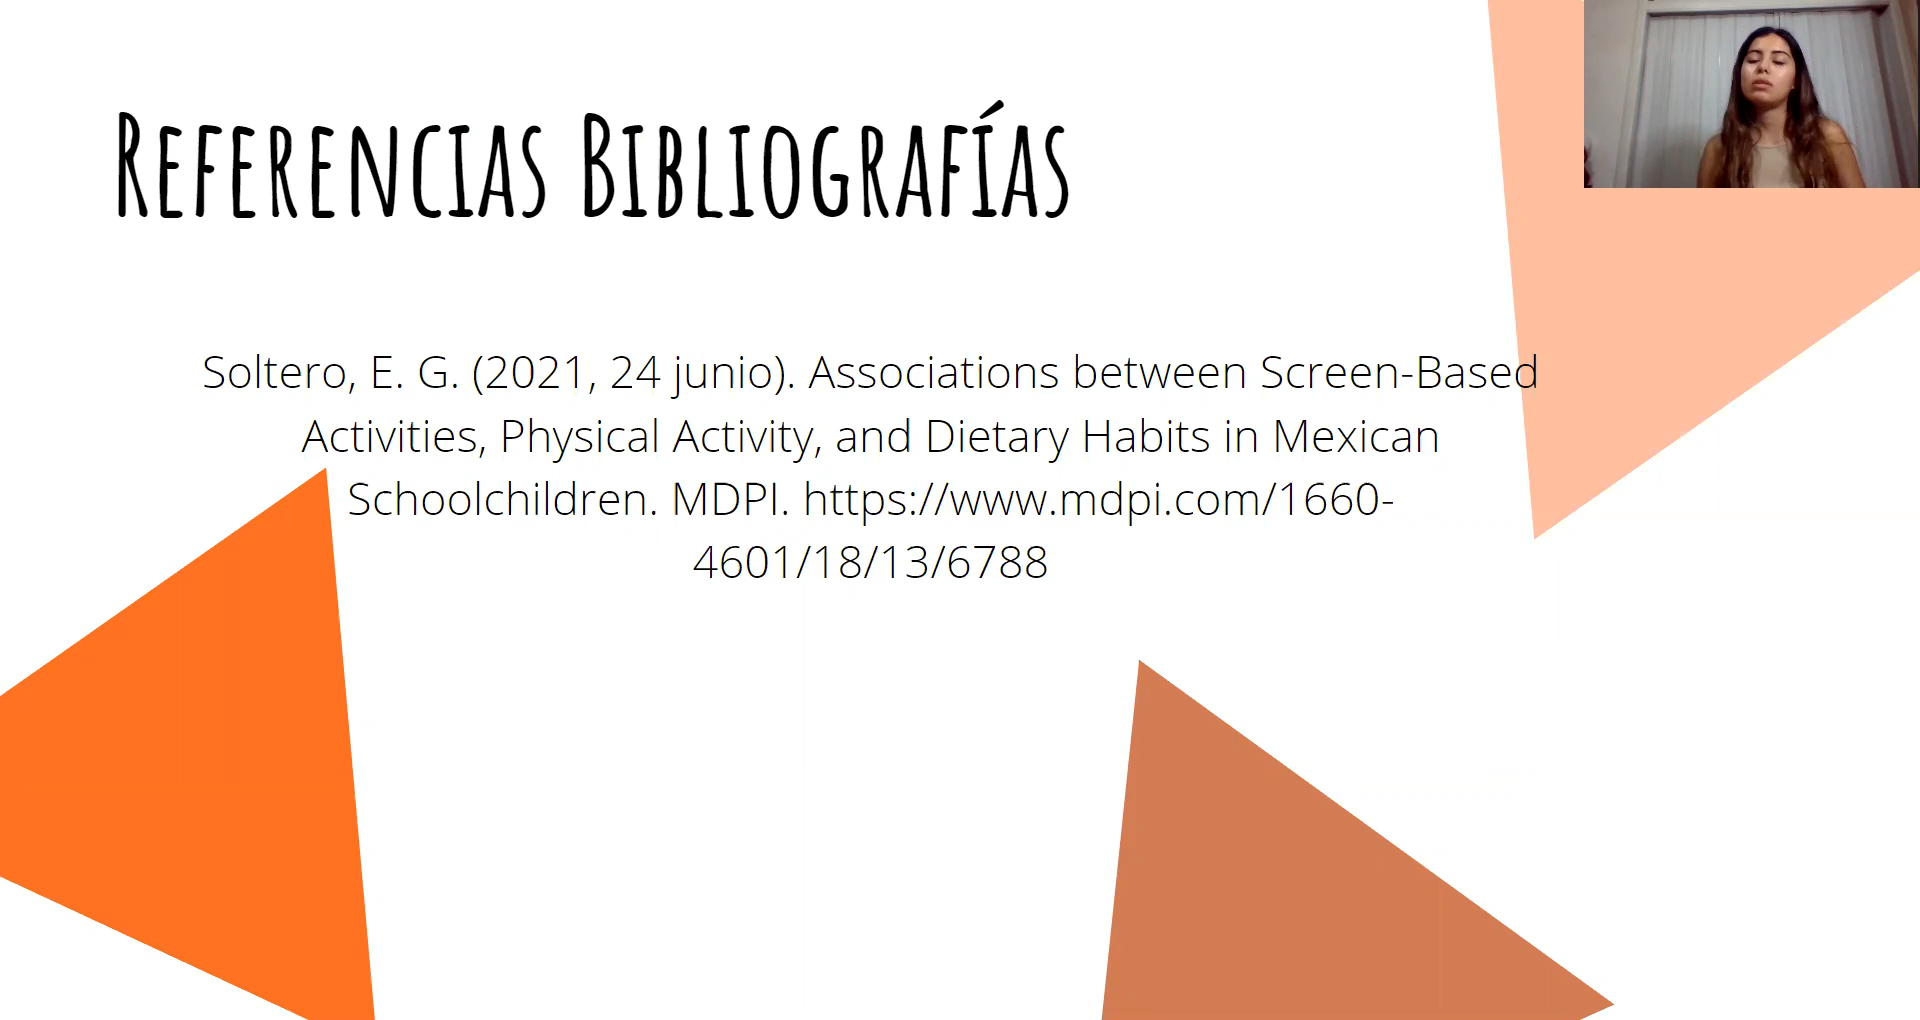 Referencias Bibliografías
Soltero, E. G. (2021, 24 junio). Associations between Screen-Based
Activities, Physical Activity, and Dietary Habits in Mexican
Schoolchildren. MDPI. https://www.mdpi.com/1660-
4601/18/13/6788